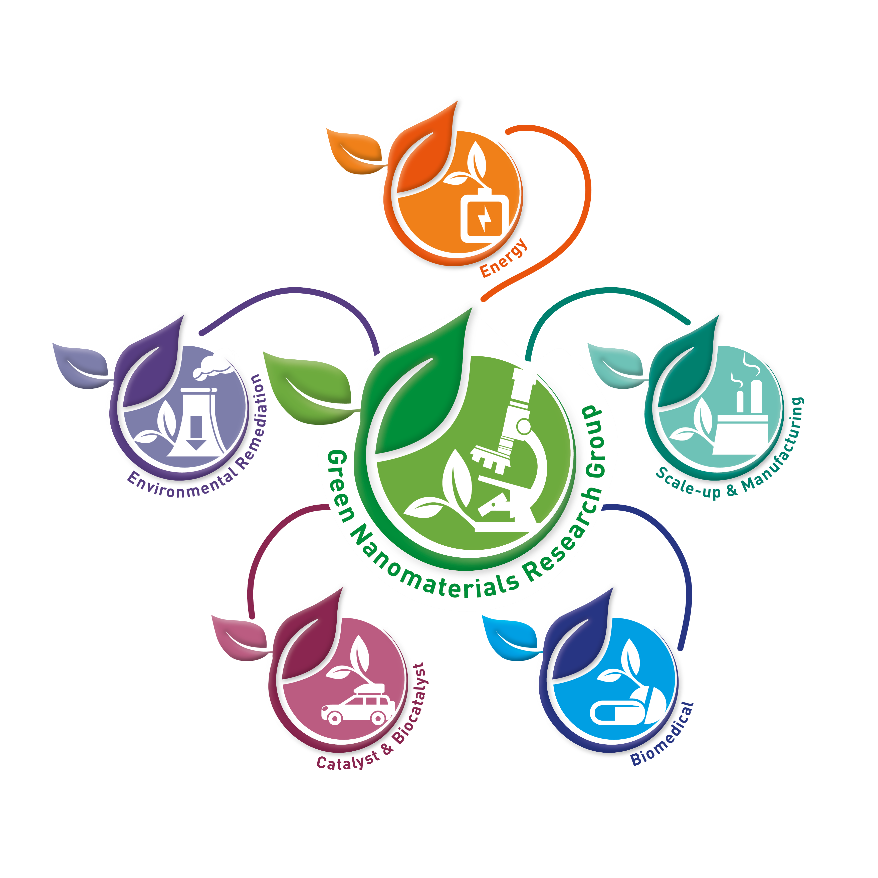 Energy
Environmental Remediation
Green Nanomaterials Research Group
Scale-up & Manufacturing
Catalyst & Biocatalyst
Biomedical